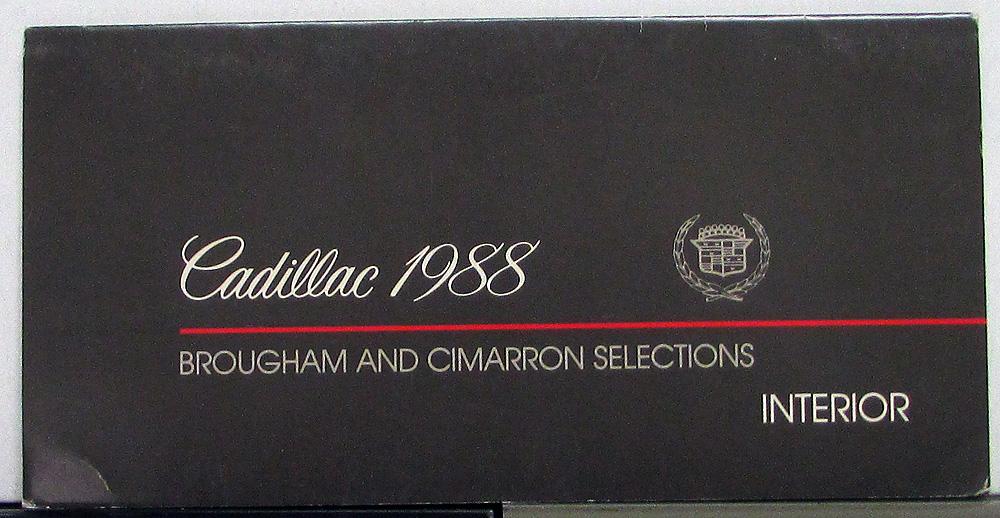 Cadillac 1988
BROUGHAM AND CIMARRON SELECTIONS
INTERIOR